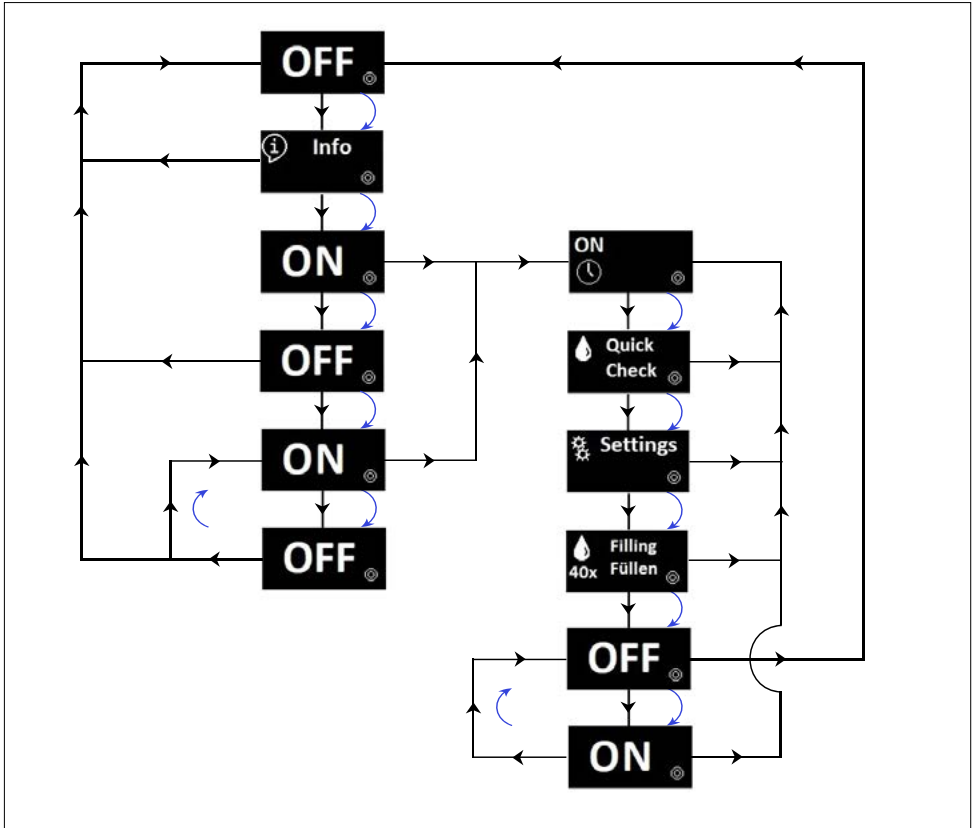 OFF
Info
ON
OFF
ON
OFF
ON
Quick
Check
Settings
Filling
40x Füllen
OFF
ON